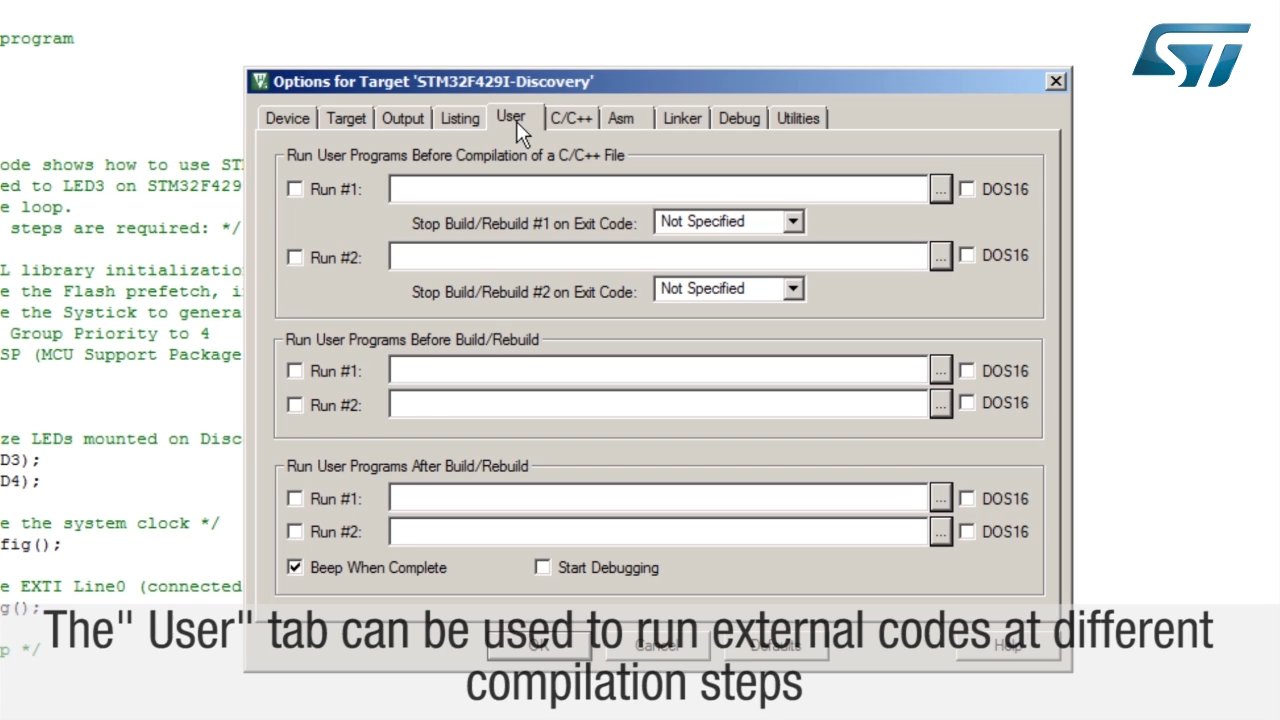 program
ST
Options for Target 'STM32F429I-Discovery'
Device Target Output Listing User C/C++ Asm Linker Debug Utilities
Run User Programs Before Compilation of a C/C++ File
ode shows how to use ST
Run #1: ... DOS16
ed to LED3 on STM32F429
e loop.
Stop Build/Rebuild #1 on Exit Code: Not Specified
steps are required: */
Run #2: ... DOS16
L library initializatio
e the Flash prefetch, i
Stop Build/Rebuild #2 on Exit Code: Not Specified
e the Systick to genera
Group Priority to 4
Run User Programs Before Build/Rebuild
SP (MCU Support Package
Run #1: ... DOS16
Run #2: ... DOS16
ze LEDs mounted on Disc
D3);
Run User Programs After Build/Rebuild
D4);
Run #1: ... DOS16
e the system clock */
Run #2: ... DOS16
fig();
Beep When Complete Start Debugging
e EXTI Line0 (connected
g();
The" User" tab can be used to run external codes at different
compilation steps
p */
OK Cancel Defaults Help